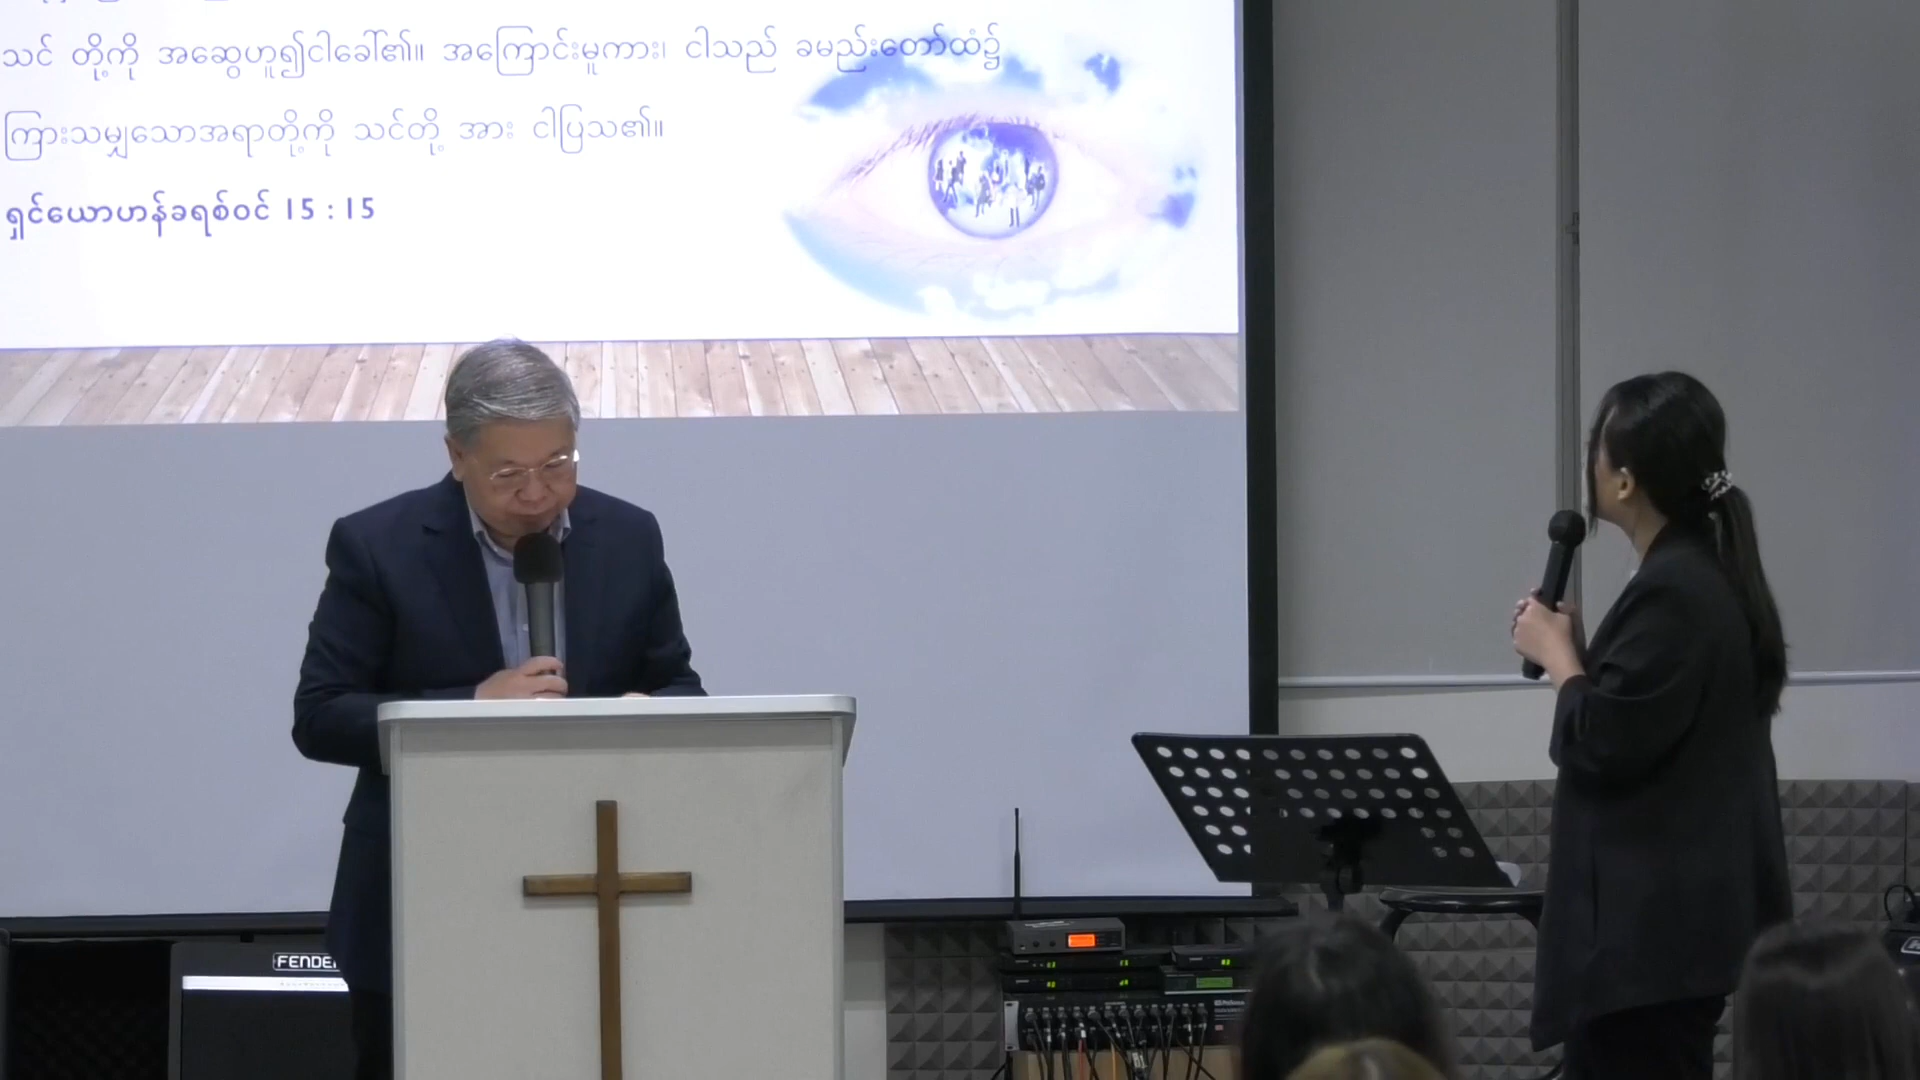 သင် တို့ကို အဆွေဟူ၍ငါခေါ်၏။ အကြောင်းမူကား၊ ငါသည် ခမည်းတော်ထံ၌
ကြားသမျှသောအရာတို့ကို သင်တို့ အား ငါပြသ၏။
ရှင်ယောဟန်ခရစ်ဝင် 15 : 15
FENDE